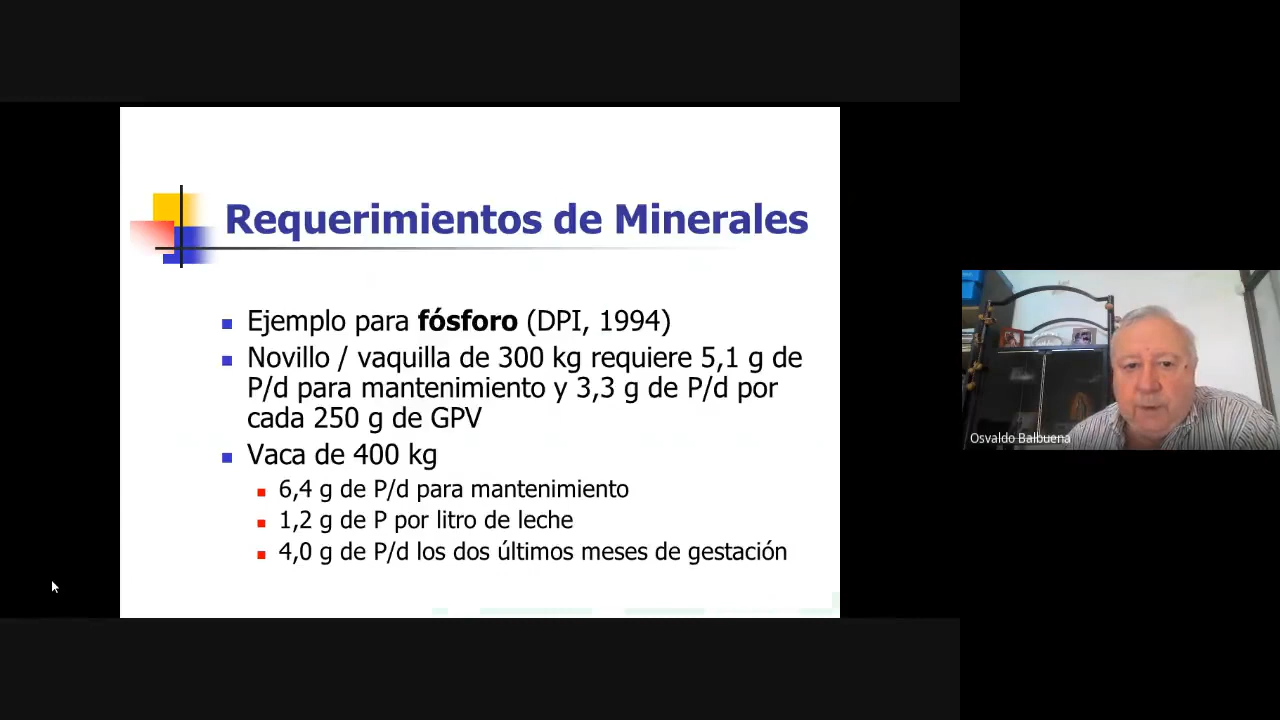 Requerimientos de Minerales
Ejemplo para fósforo (DPI, 1994)
Novillo / vaquilla de 300 kg requiere 5,1 g de
P/d para mantenimiento y 3,3 g de P/d por
cada 250 g de GPV
Vaca de 400 kg
6,4 g de P/d para mantenimiento
1,2 g de P por litro de leche
4,0 g de P/d los dos últimos meses de gestación
Osvaldo Balbuena